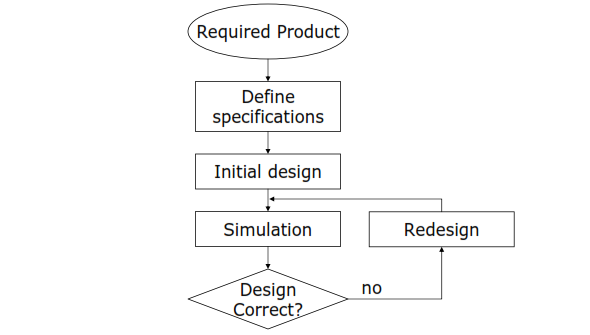 Required Product
Define
specifications
Initial design
Simulation
Redesign
Design
Correct?
no